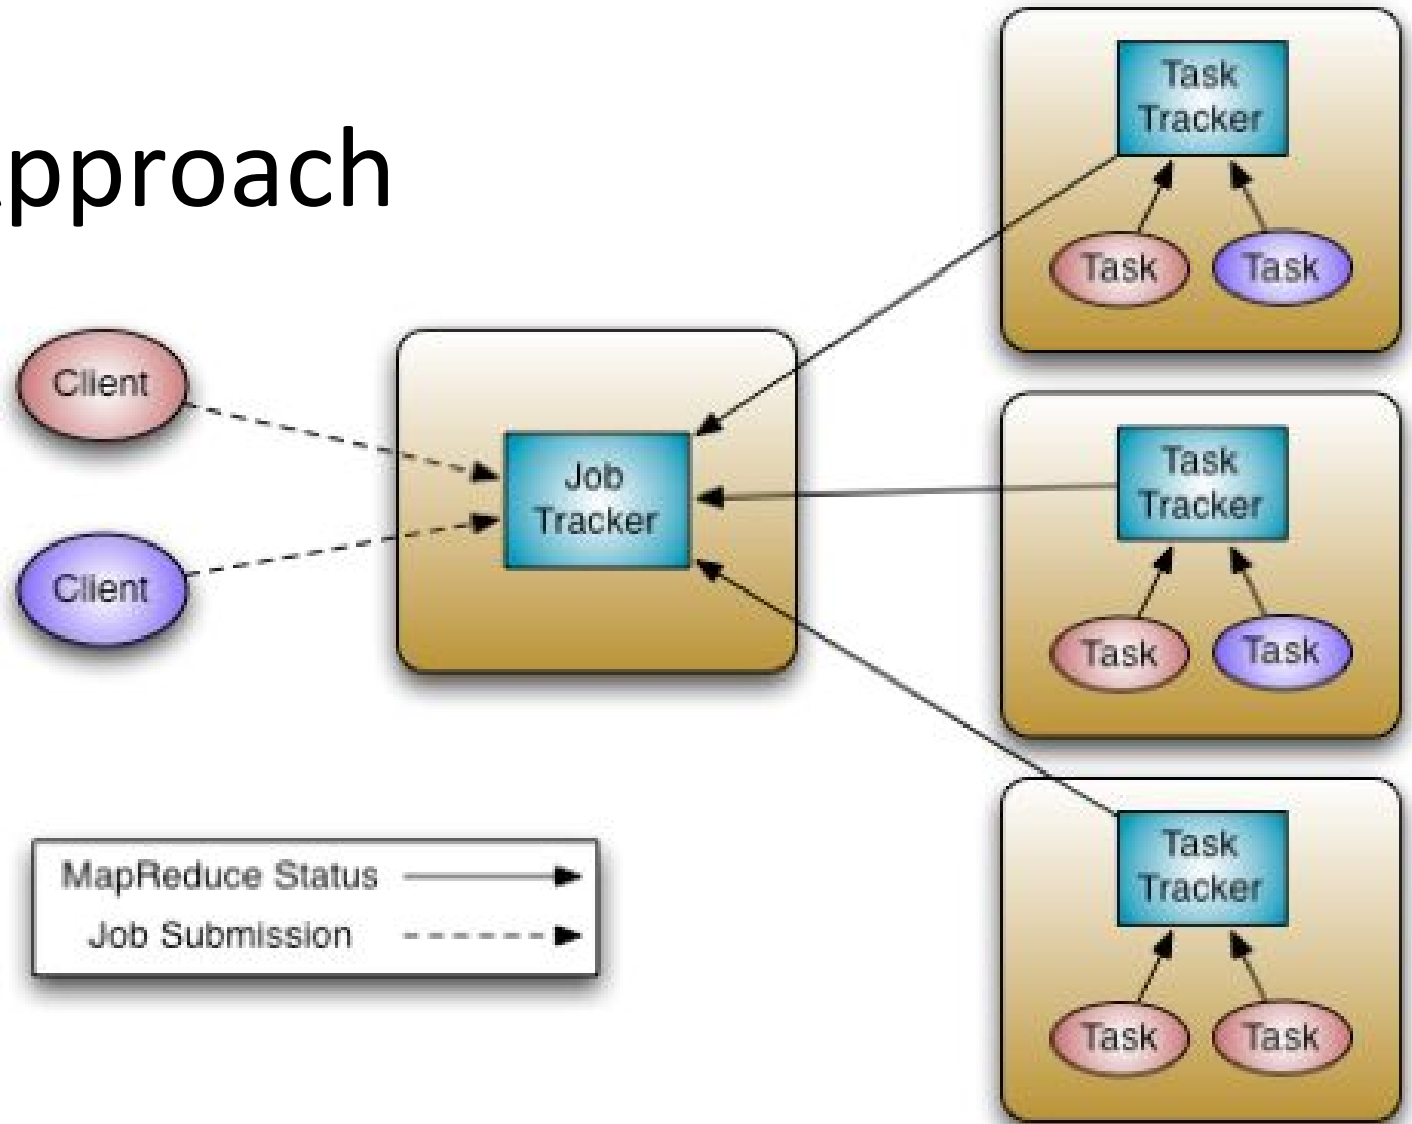 pproach
Client
Client
Job
Tracker
Task
Tracker
Task
Task
Task
Tracker
Task
Task
Task
Tracker
Task
Task
MapReduce Status
Job Submission